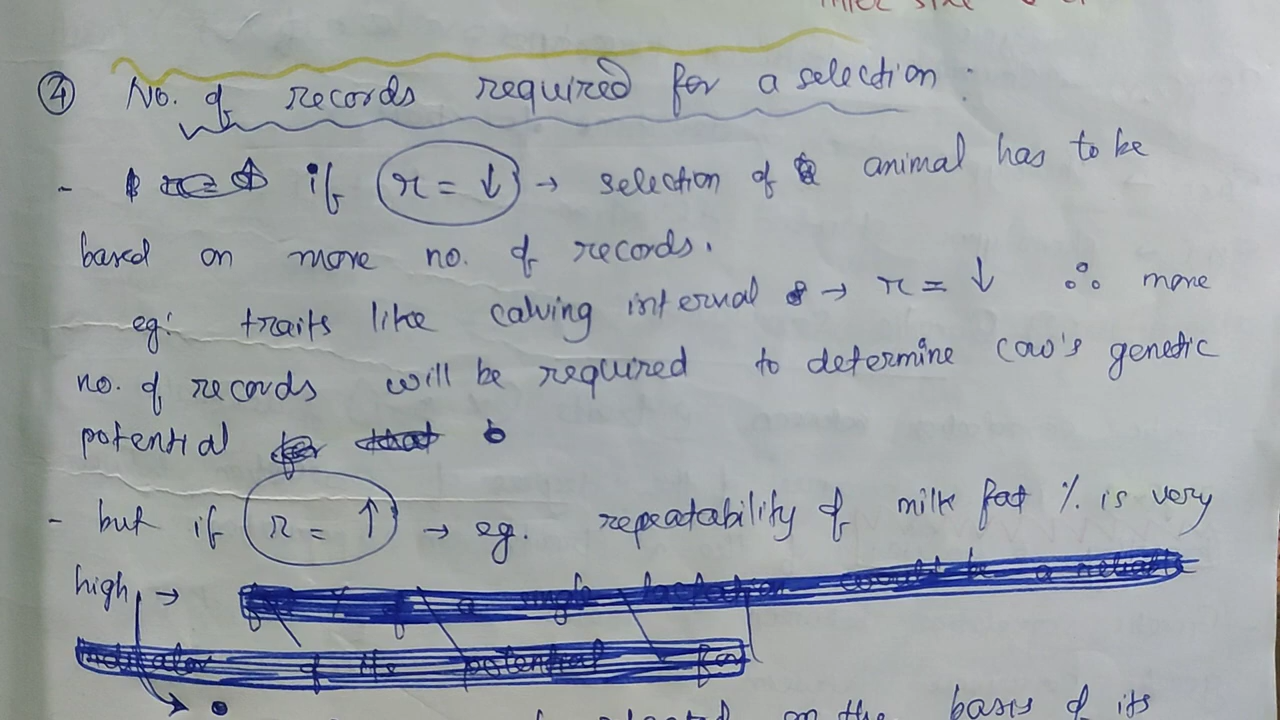 ④ No. of records required for a selection :
- if r = ↓ → selection of animal has to be
based on more no. of records.
eg: traits like calving interval → r = ↓ ∴ more
no. of records will be required to determine cow's genetic
potential
- but if r = ↑ → eg. repeatability of milk fat % is very
high →
on the basis of its